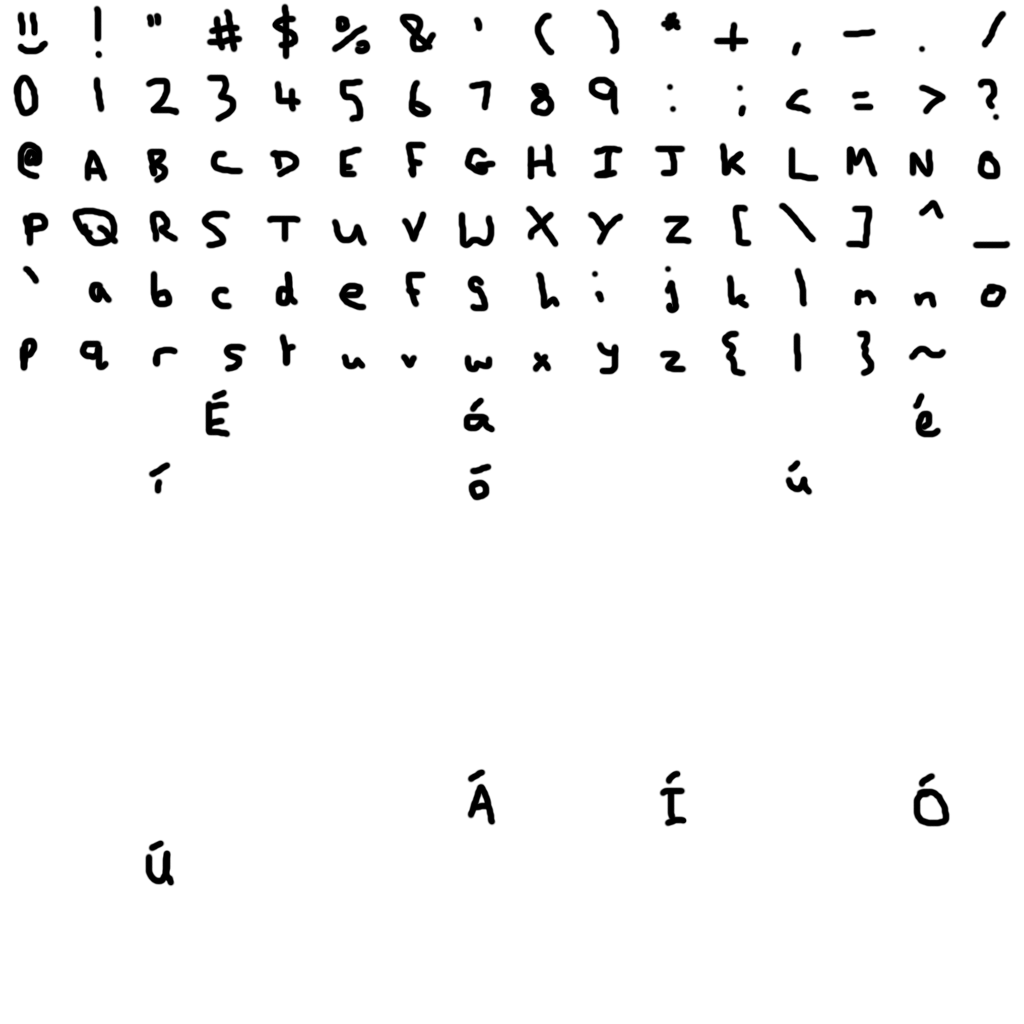 ! " # $ % & ' ( ) * + , - . /
0 1 2 3 4 5 6 7 8 9 : ; < = > ?
@ A B C D E F G H I J K L M N O
P Q R S T U V W X Y Z [ \ ] ^ _
` a b c d e f g h i j k l n n o
p q r s t u v w x y z { | } ~
É á é
í ó ú
Á Í Ó
Ú